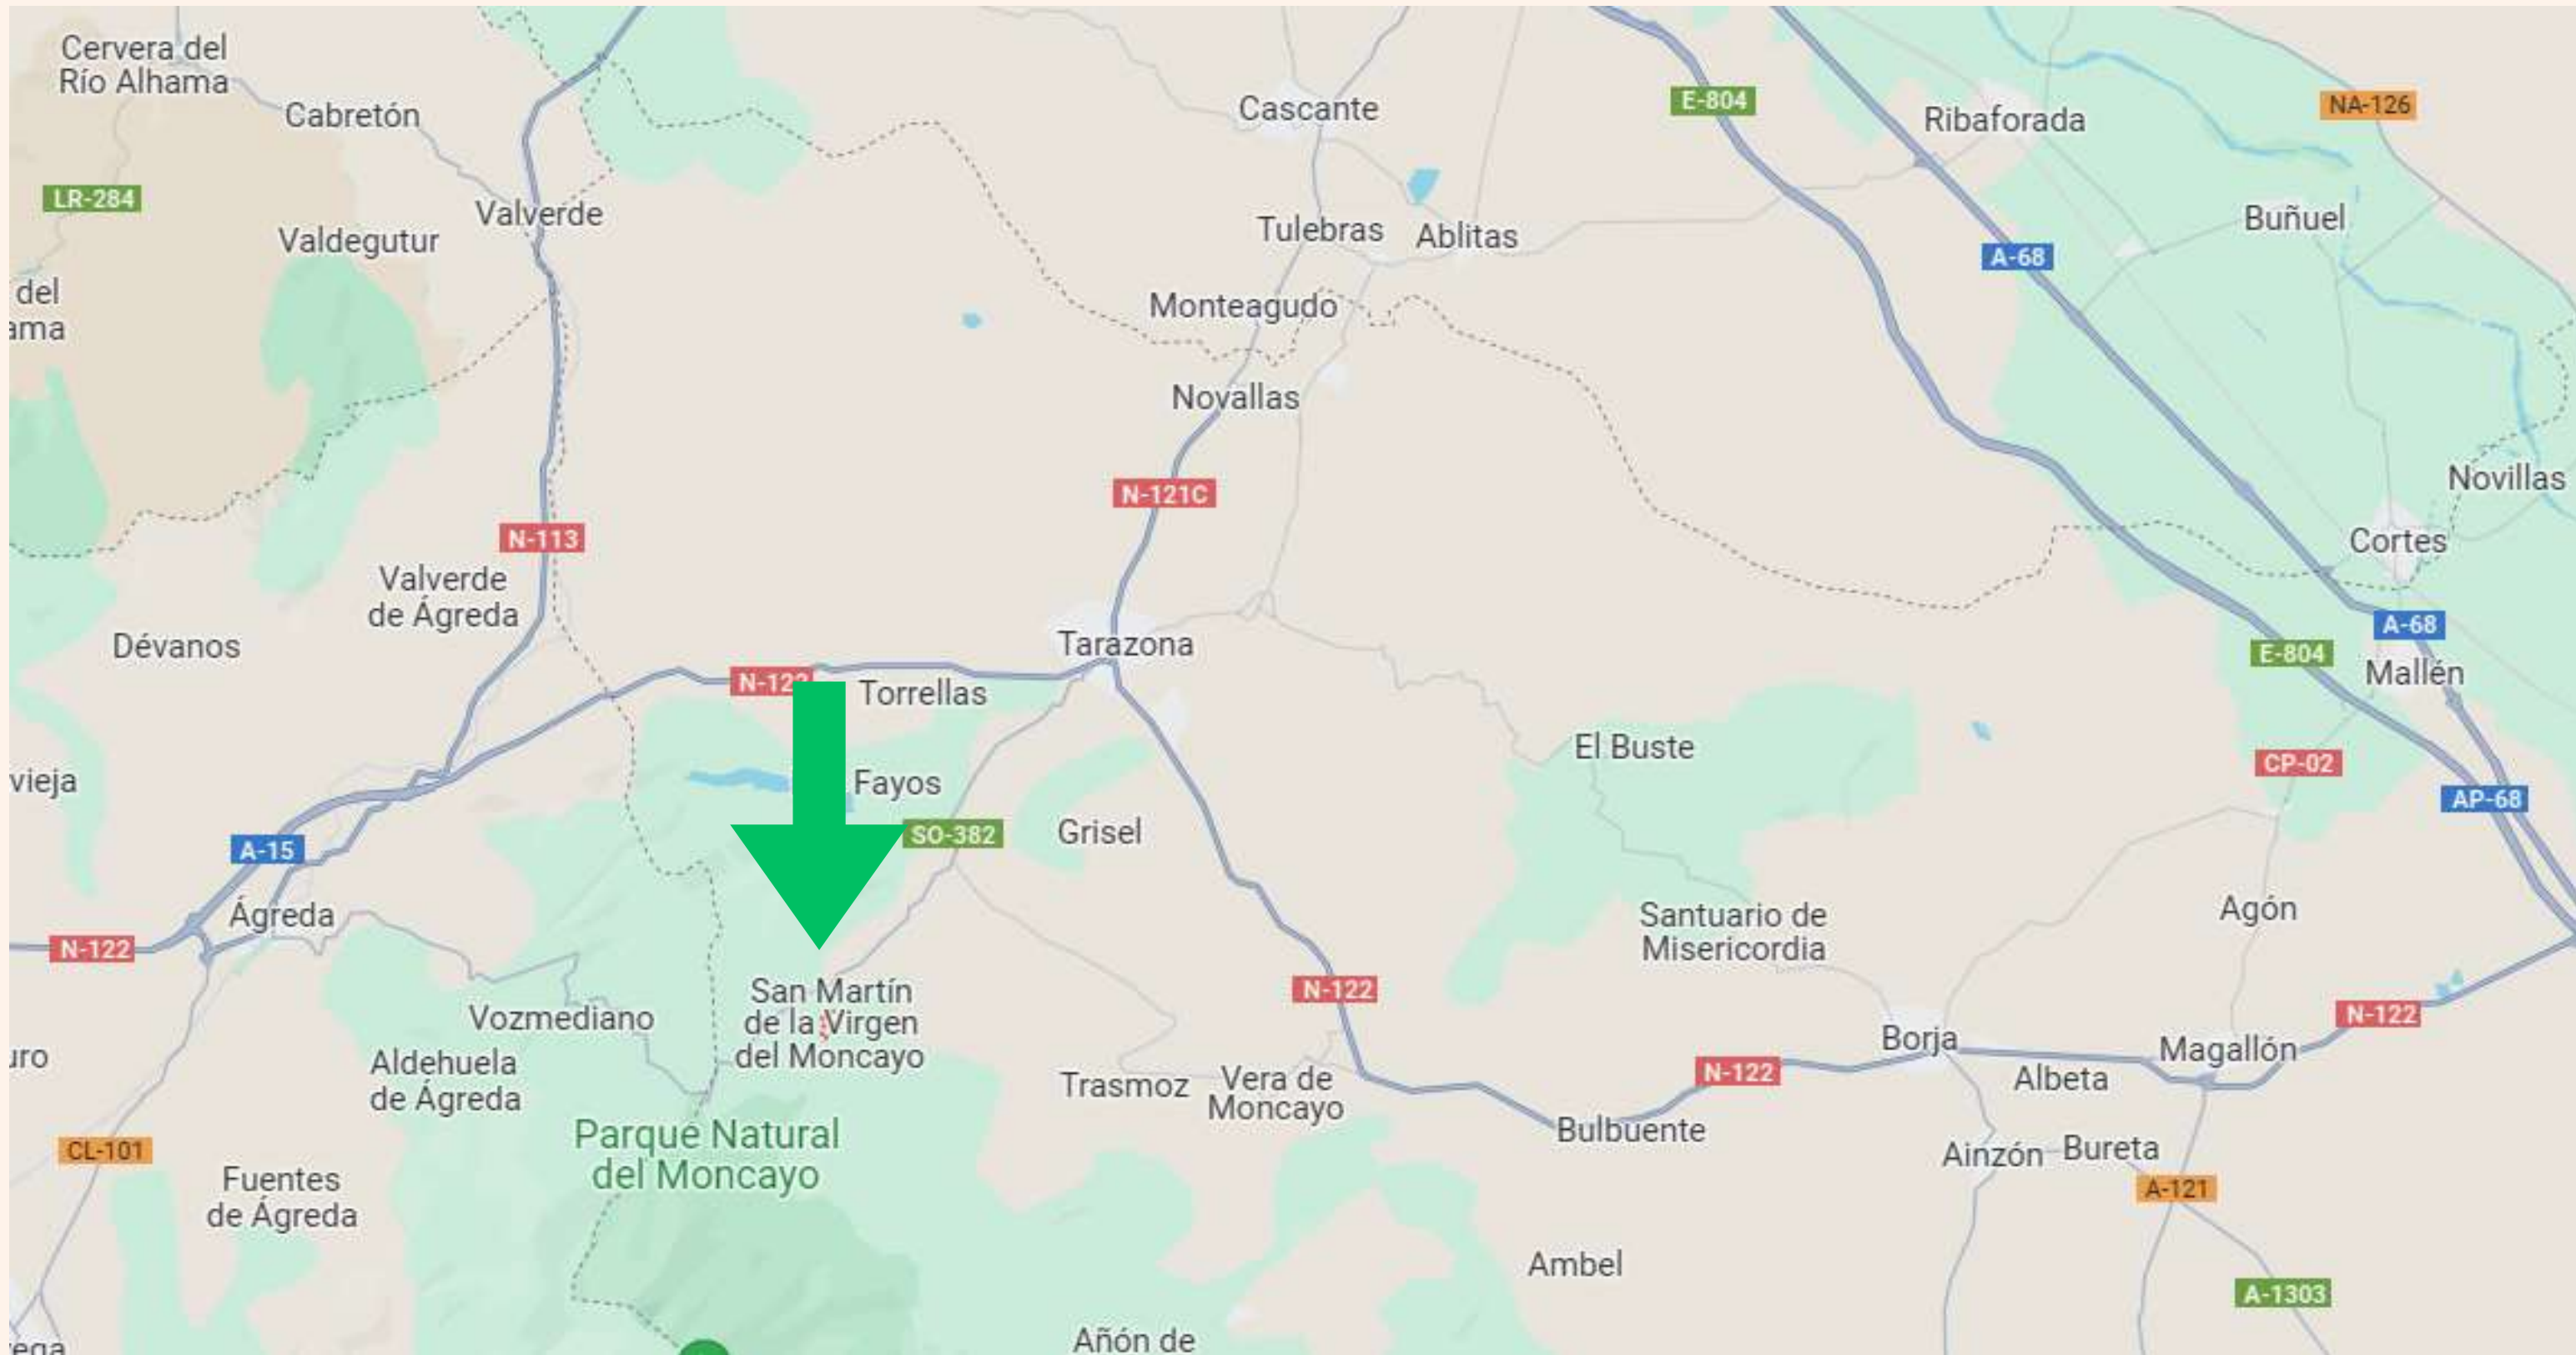 Cervera del
Río Alhama
Cabretón
Cascante
E-804
Ribaforada
NA-126
LR-284
Valverde
Valdegutur
Tulebras
Ablitas
A-68
Buñuel
del
ama
Monteagudo
Novallas
N-121C
Novillas
N-113
Cortes
Valverde
de Ágreda
Dévanos
Tarazona
A-68
E-804
Mallén
N-122
Torrellas
El Buste
CP-02
vieja
Fayos
AP-68
SO-382
Grisel
A-15
Ágreda
Santuario de
Misericordia
Agón
N-122
San Martín
de la Virgen
del Moncayo
N-122
N-122
Vozmediano
Borja
Magallón
uro
Aldehuela
de Ágreda
Trasmoz
Vera de
Moncayo
N-122
Albeta
Parque Natural
del Moncayo
Bulbuente
CL-101
Ainzón
Bureta
Fuentes
de Ágreda
A-121
Ambel
A-1303
Añón de